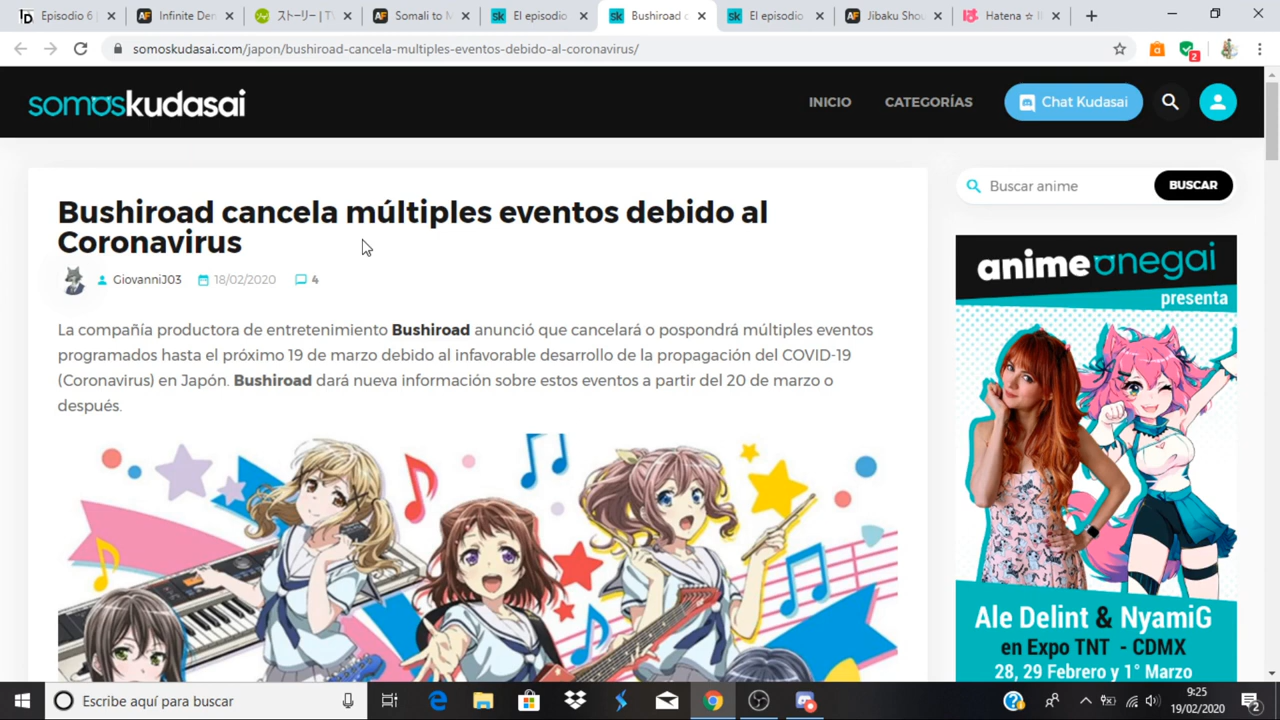 Episodio 6 |
Infinite Den
ストーリー | TV
Somali to M
El episodio
Bushiroad c
El episodio
Jibaku Shou
Hatena ☆ I
somoskudasai.com/japon/bushiroad-cancela-multiples-eventos-debido-al-coronavirus/
2
somoskudasai
INICIO
CATEGORÍAS
Chat Kudasai
Bushiroad cancela múltiples eventos debido al
Coronavirus
GiovanniJ03
18/02/2020
4
La compañía productora de entretenimiento Bushiroad anunció que cancelará o pospondrá múltiples eventos
programados hasta el próximo 19 de marzo debido al infavorable desarrollo de la propagación del COVID-19
(Coronavirus) en Japón. Bushiroad dará nueva información sobre estos eventos a partir del 20 de marzo o
después.
Buscar anime
BUSCAR
anime onegai
presenta
Ale Delint & NyamiG
en Expo TNT - CDMX
28, 29 Febrero y 1° Marzo
Escribe aquí para buscar
9:25
19/02/2020
2